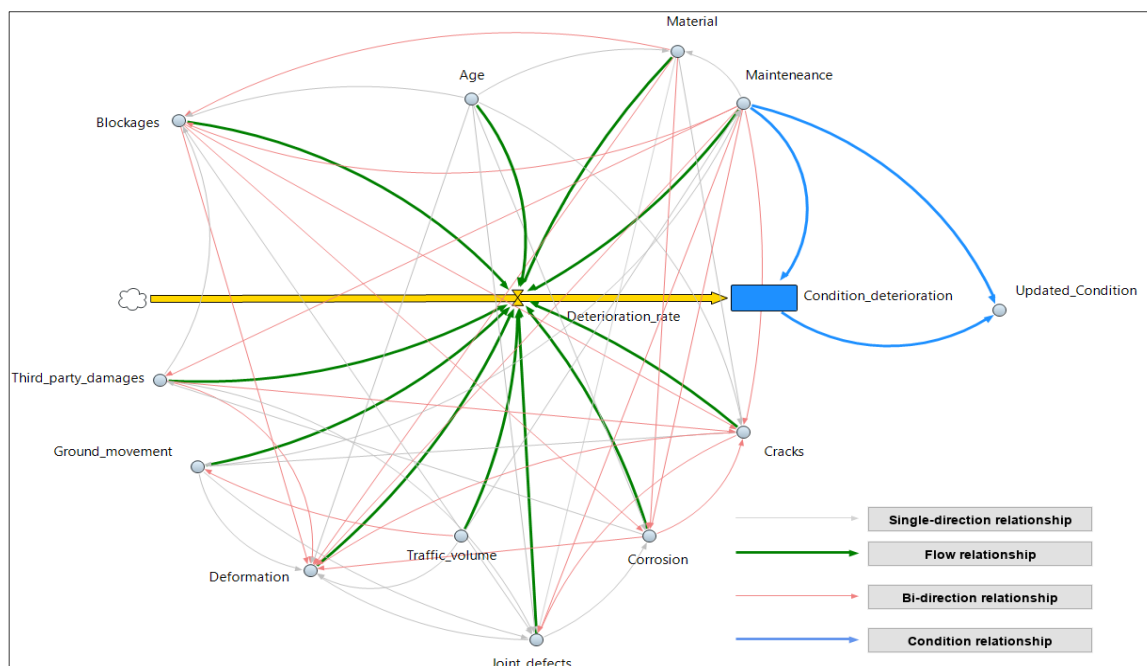 Material
Age
Mainteneance
Blockages
Condition_deterioration
Updated_Condition
Deterioration_rate
Third_party_damages
Ground_movement
Cracks
Traffic_volume
Corrosion
Deformation
Joint_defects
Single-direction relationship
Flow relationship
Bi-direction relationship
Condition relationship